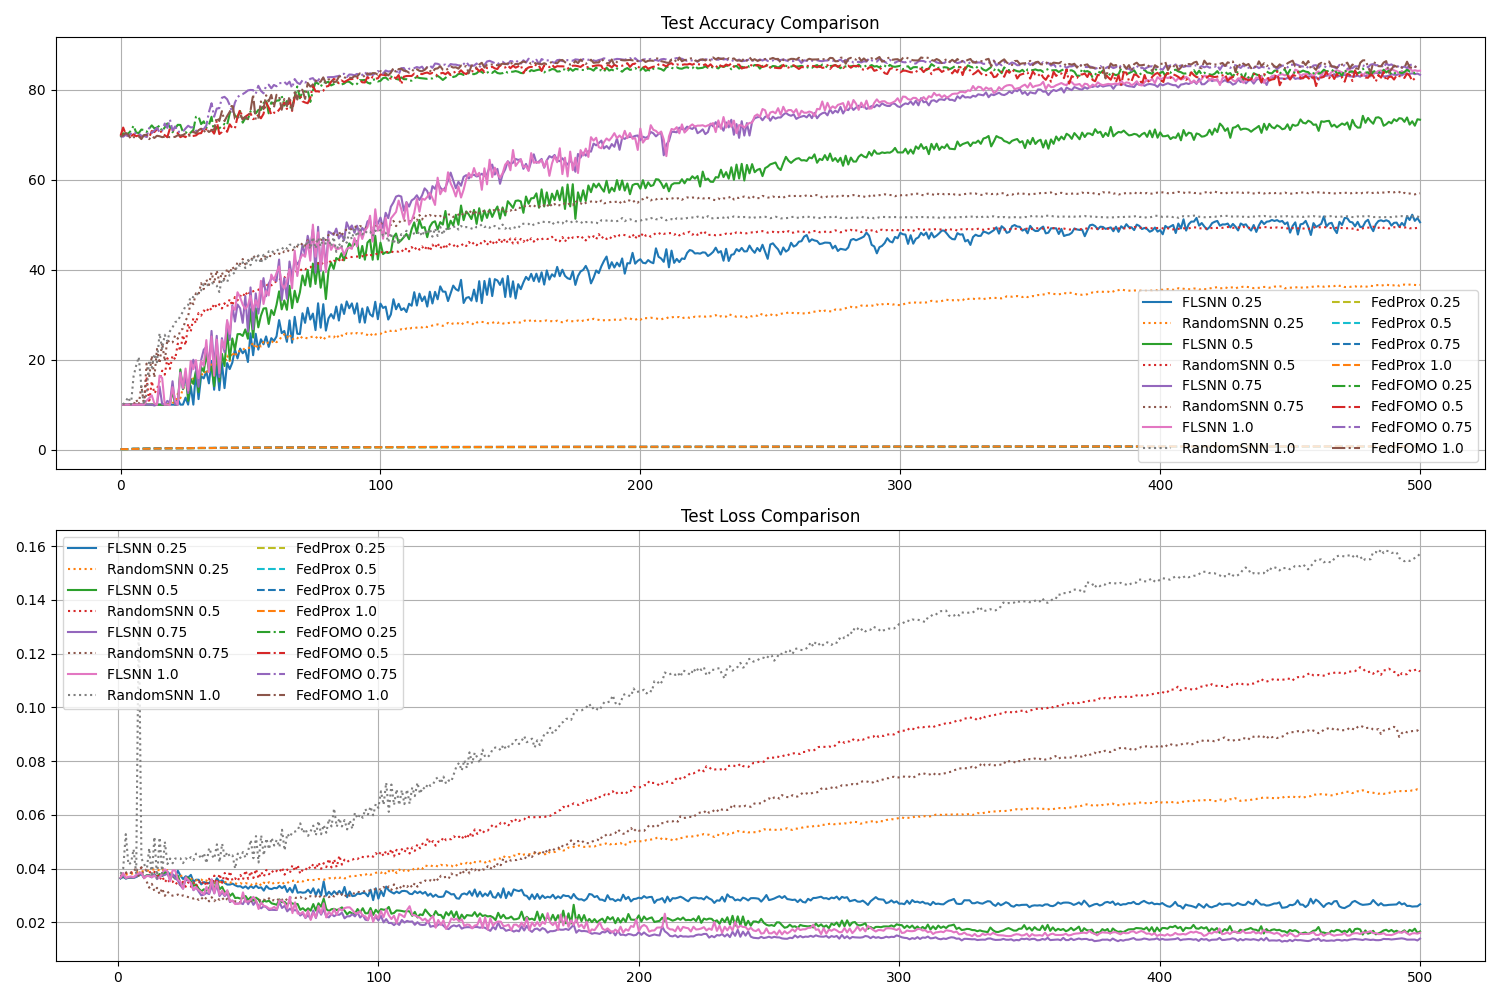 Test Accuracy Comparison
80
60
40
20
0
0 100 200 300 400 500
FLSNN 0.25 FedProx 0.25
RandomSNN 0.25 FedProx 0.5
FLSNN 0.5 FedProx 0.75
RandomSNN 0.5 FedProx 1.0
FLSNN 0.75 FedFOMO 0.25
RandomSNN 0.75 FedFOMO 0.5
FLSNN 1.0 FedFOMO 0.75
RandomSNN 1.0 FedFOMO 1.0
Test Loss Comparison
0.16
0.14
0.12
0.10
0.08
0.06
0.04
0.02
FLSNN 0.25 FedProx 0.25
RandomSNN 0.25 FedProx 0.5
FLSNN 0.5 FedProx 0.75
RandomSNN 0.5 FedProx 1.0
FLSNN 0.75 FedFOMO 0.25
RandomSNN 0.75 FedFOMO 0.5
FLSNN 1.0 FedFOMO 0.75
RandomSNN 1.0 FedFOMO 1.0
0 100 200 300 400 500